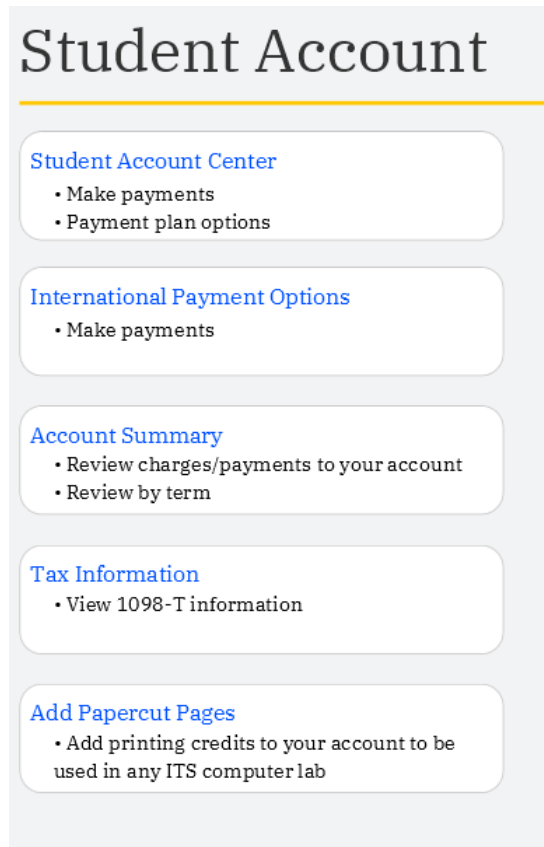 Student Account
Student Account Center
• Make payments
• Payment plan options
International Payment Options
• Make payments
Account Summary
• Review charges/payments to your account
• Review by term
Tax Information
• View 1098-T information
Add Papercut Pages
• Add printing credits to your account to be
used in any ITS computer lab